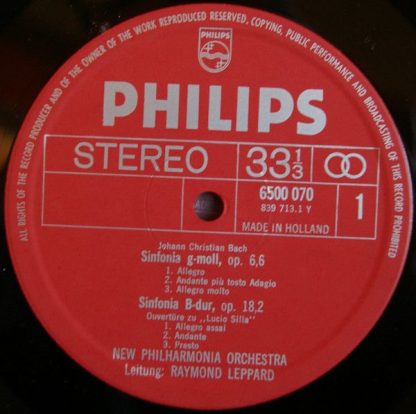 ALL RIGHTS OF THE RECORD PRODUCER AND OF THE OWNER OF THE WORK REPRODUCED RESERVED. COPYING, PUBLIC PERFORMANCE AND BROADCASTING OF THIS RECORD PROHIBITED
PHILIPS
PHILIPS
STEREO 33 1/3
6500 070
839 713.1 Y
1
MADE IN HOLLAND
Johann Christian Bach
Sinfonia g-moll, op. 6,6
1. Allegro
2. Andante più tosto Adagio
3. Allegro molto
Sinfonia B-dur, op. 18,2
Ouvertüre zu „Lucio Silla"
1. Allegro assai
2. Andante
3. Presto
NEW PHILHARMONIA ORCHESTRA
Leitung: RAYMOND LEPPARD